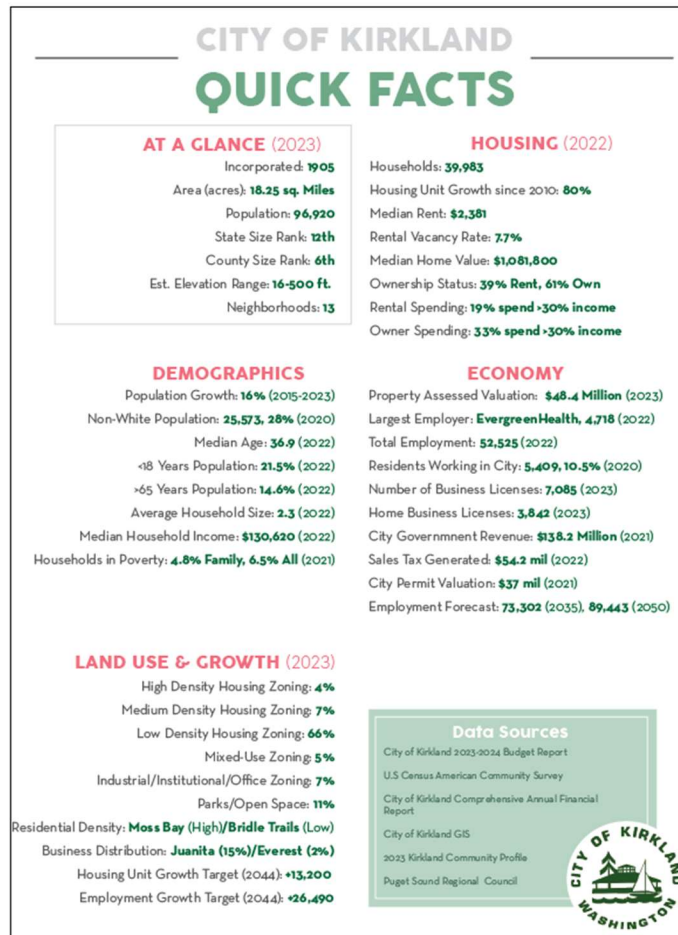 CITY OF KIRKLAND
QUICK FACTS
AT A GLANCE (2023)
Incorporated: 1905
Area (acres): 18.25 sq. Miles
Population: 96,920
State Size Rank: 12th
County Size Rank: 6th
Est. Elevation Range: 16-500 ft.
Neighborhoods: 13
HOUSING (2022)
Households: 39,983
Housing Unit Growth since 2010: 80%
Median Rent: $2,381
Rental Vacancy Rate: 7.7%
Median Home Value: $1,081,800
Ownership Status: 39% Rent, 61% Own
Rental Spending: 19% spend >30% income
Owner Spending: 33% spend >30% income
DEMOGRAPHICS
Population Growth: 16% (2015-2023)
Non-White Population: 25,573, 28% (2020)
Median Age: 36.9 (2022)
<18 Years Population: 21.5% (2022)
>65 Years Population: 14.6% (2022)
Average Household Size: 2.3 (2022)
Median Household Income: $130,620 (2022)
Households in Poverty: 4.8% Family, 6.5% All (2021)
ECONOMY
Property Assessed Valuation: $48.4 Million (2023)
Largest Employer: EvergreenHealth, 4,718 (2022)
Total Employment: 52,525 (2022)
Residents Working in City: 5,409, 10.5% (2020)
Number of Business Licenses: 7,085 (2023)
Home Business Licenses: 3,842 (2023)
City Governmnent Revenue: $138.2 Million (2021)
Sales Tax Generated: $54.2 mil (2022)
City Permit Valuation: $37 mil (2021)
Employment Forecast: 73,302 (2035), 89,443 (2050)
LAND USE & GROWTH (2023)
High Density Housing Zoning: 4%
Medium Density Housing Zoning: 7%
Low Density Housing Zoning: 66%
Mixed-Use Zoning: 5%
Industrial/Institutional/Office Zoning: 7%
Parks/Open Space: 11%
Residential Density: Moss Bay (High)/Bridle Trails (Low)
Business Distribution: Juanita (15%)/Everest (2%)
Housing Unit Growth Target (2044): +13,200
Employment Growth Target (2044): +26,490
Data Sources
City of Kirkland 2023-2024 Budget Report
U.S Census American Community Survey
City of Kirkland Comprehensive Annual Financial
Report
City of Kirkland GIS
2023 Kirkland Community Profile
Puget Sound Regional Council
CITY OF KIRKLAND
WASHINGTON